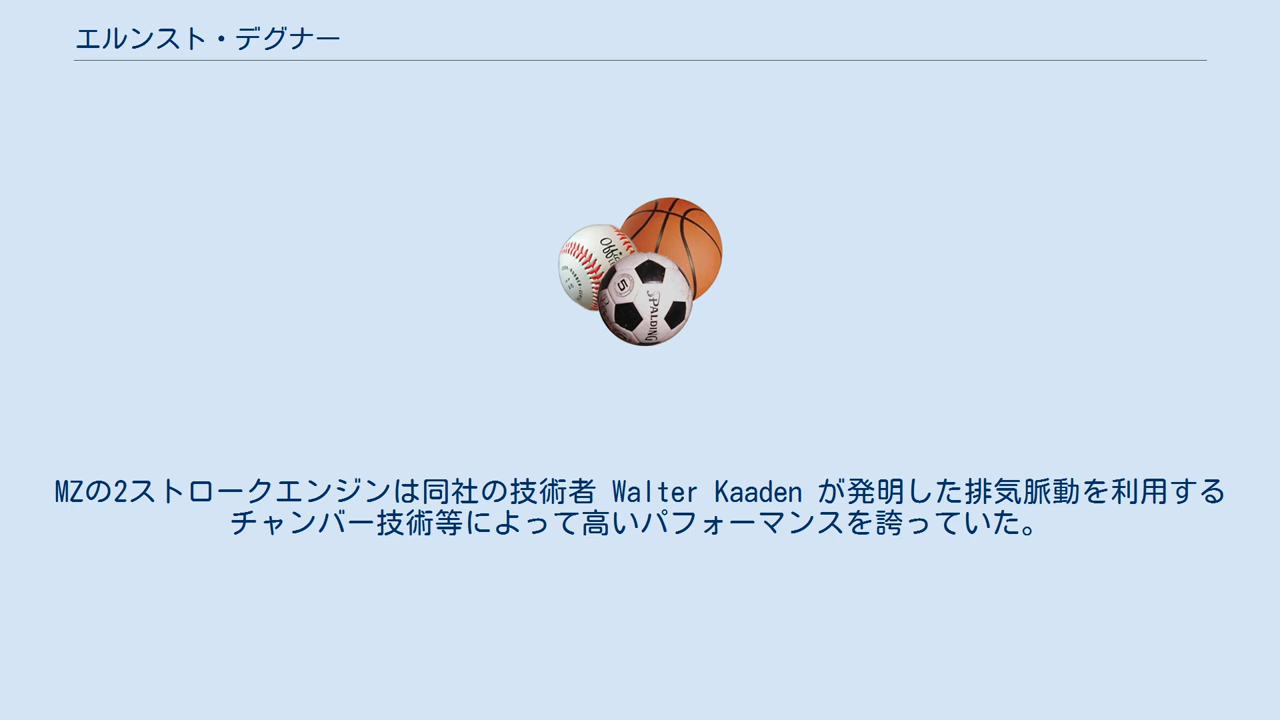 エルンスト・デグナー
Official
5
SPALDING
MZの2ストロークエンジンは同社の技術者 Walter Kaaden が発明した排気脈動を利用する
チャンバー技術等によって高いパフォーマンスを誇っていた。